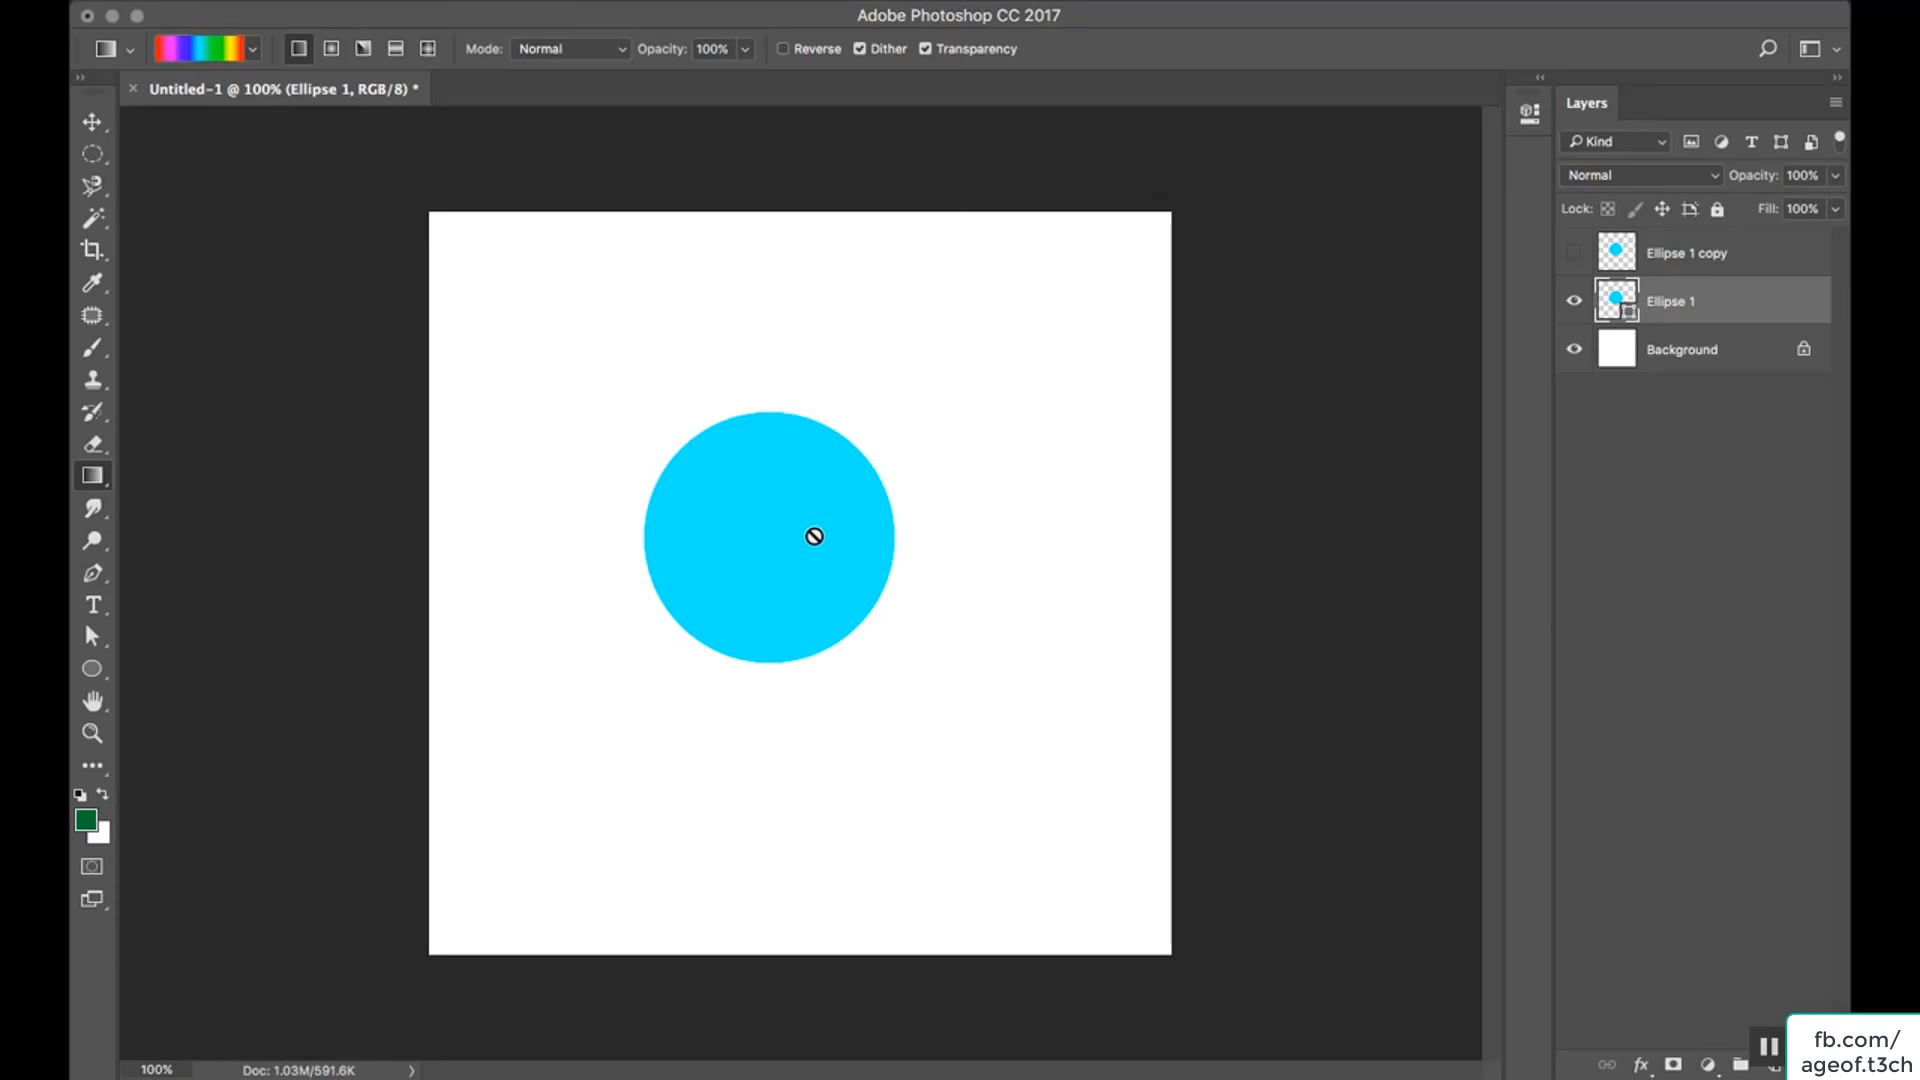 Adobe Photoshop CC 2017
Mode: Normal Opacity: 100% Reverse Dither Transparency
Untitled-1 @ 100% (Ellipse 1, RGB/8) *
Layers
Kind
Normal Opacity: 100%
Lock: Fill: 100%
Ellipse 1 copy
Ellipse 1
Background
100% Doc: 1.03M/591.6K
fx
fb.com/
ageof.t3ch